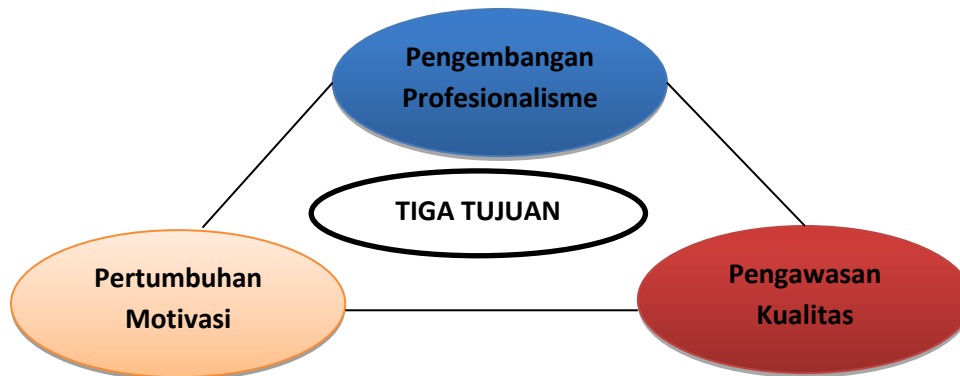 Pengembangan
Profesionalisme
TIGA TUJUAN
Pertumbuhan
Motivasi
Pengawasan
Kualitas